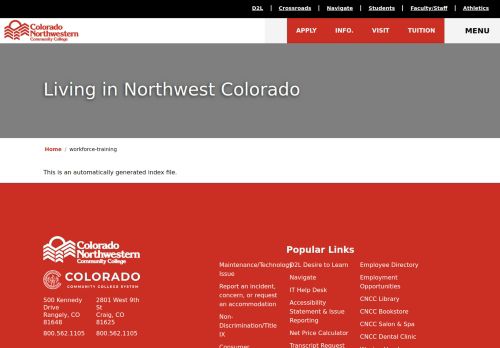 D2L | Crossroads | Navigate | Students | Faculty/Staff | Athletics
Colorado
Northwestern
Community College
APPLY INFO. VISIT TUITION MENU
Living in Northwest Colorado
Home / workforce-training
This is an automatically generated index file.
Colorado
Northwestern
Community College
COLORADO
COMMUNITY COLLEGE SYSTEM
500 Kennedy
Drive
Rangely, CO
81648
800.562.1105
2801 West 9th
St
Craig, CO
81625
800.562.1105
Maintenance/Technology
Issue
Report an incident,
concern, or request
an accommodation
Non-
Discrimination/Title
IX
Consumer
Popular Links
D2L Desire to Learn
Navigate
IT Help Desk
Accessibility
Statement & Issue
Reporting
Net Price Calculator
Transcript Request
Employee Directory
Employment
Opportunities
CNCC Library
CNCC Bookstore
CNCC Salon & Spa
CNCC Dental Clinic